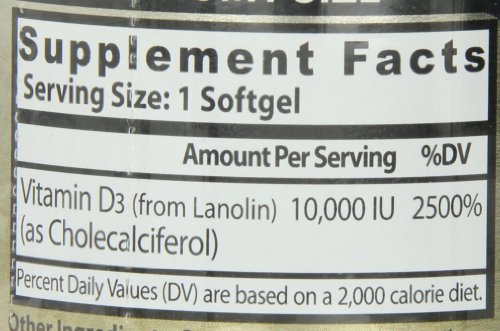 Supplement Facts
Serving Size: 1 Softgel
Amount Per Serving %DV
Vitamin D3 (from Lanolin) 10,000 IU 2500%
(as Cholecalciferol)
Percent Daily Values (DV) are based on a 2,000 calorie diet.
Other